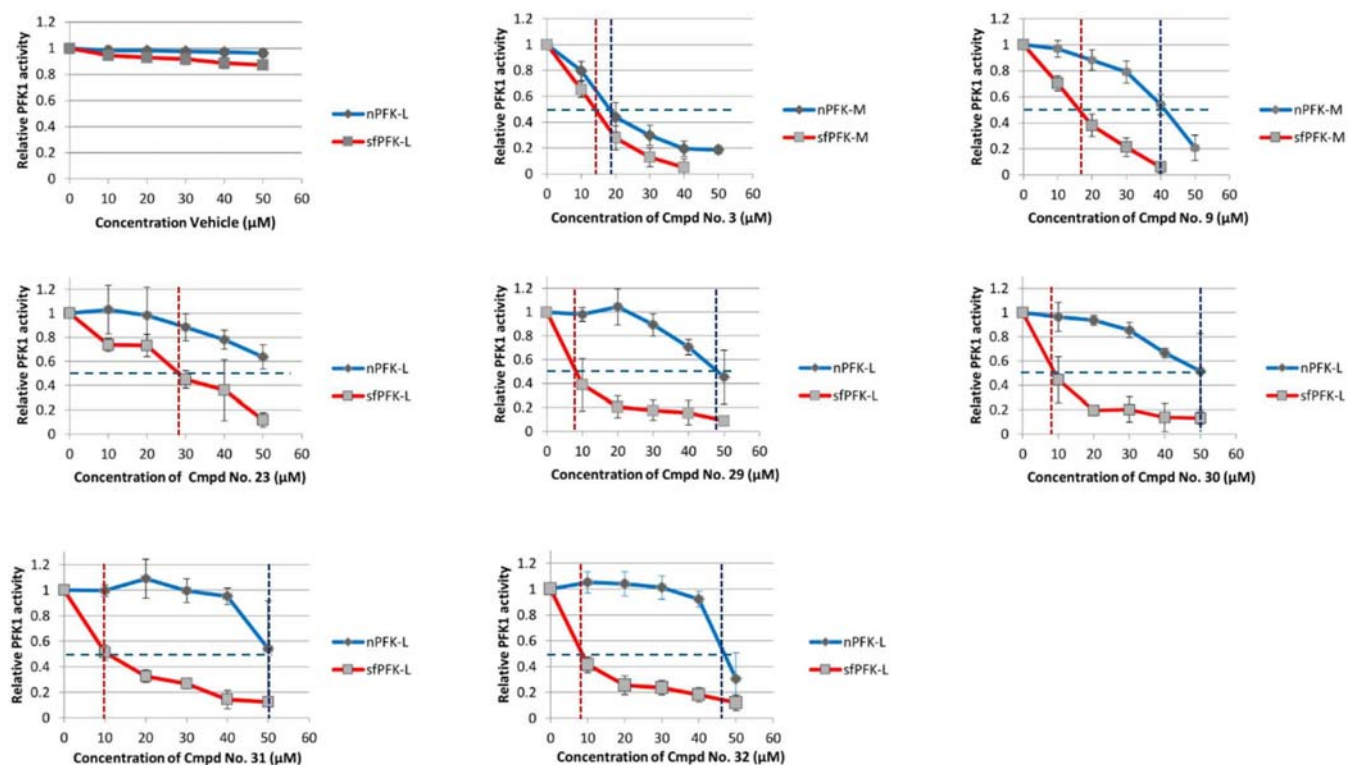 Relative PFK1 activity
1.2
1
0.8
0.6
0.4
0.2
0
0 10 20 30 40 50 60
Concentration Vehicle (µM)
nPFK-L
sfPFK-L
Relative PFK1 activity
1.2
1
0.8
0.6
0.4
0.2
0
0 10 20 30 40 50 60
Concentration of Cmpd No. 3 (µM)
nPFK-M
sfPFK-M
Relative PFK1 activity
1.2
1
0.8
0.6
0.4
0.2
0
0 10 20 30 40 50 60
Concentration of Cmpd No. 9 (µM)
nPFK-M
sfPFK-M
Relative PFK1 activity
1.2
1
0.8
0.6
0.4
0.2
0
0 10 20 30 40 50 60
Concentration of Cmpd No. 23 (µM)
nPFK-L
sfPFK-L
Relative PFK1 activity
1.2
1
0.8
0.6
0.4
0.2
0
0 10 20 30 40 50 60
Concentration of Cmpd No. 29 (µM)
nPFK-L
sfPFK-L
Relative PFK1 activity
1.2
1
0.8
0.6
0.4
0.2
0
0 10 20 30 40 50 60
Concentration of Cmpd No. 30 (µM)
nPFK-L
sfPFK-L
Relative PFK1 activity
1.2
1
0.8
0.6
0.4
0.2
0
0 10 20 30 40 50 60
Concentration of Cmpd No. 31 (µM)
nPFK-L
sfPFK-L
Relative PFK1 activity
1.2
1
0.8
0.6
0.4
0.2
0
0 10 20 30 40 50 60
Concentration of Cmpd No. 32 (µM)
nPFK-L
sfPFK-L